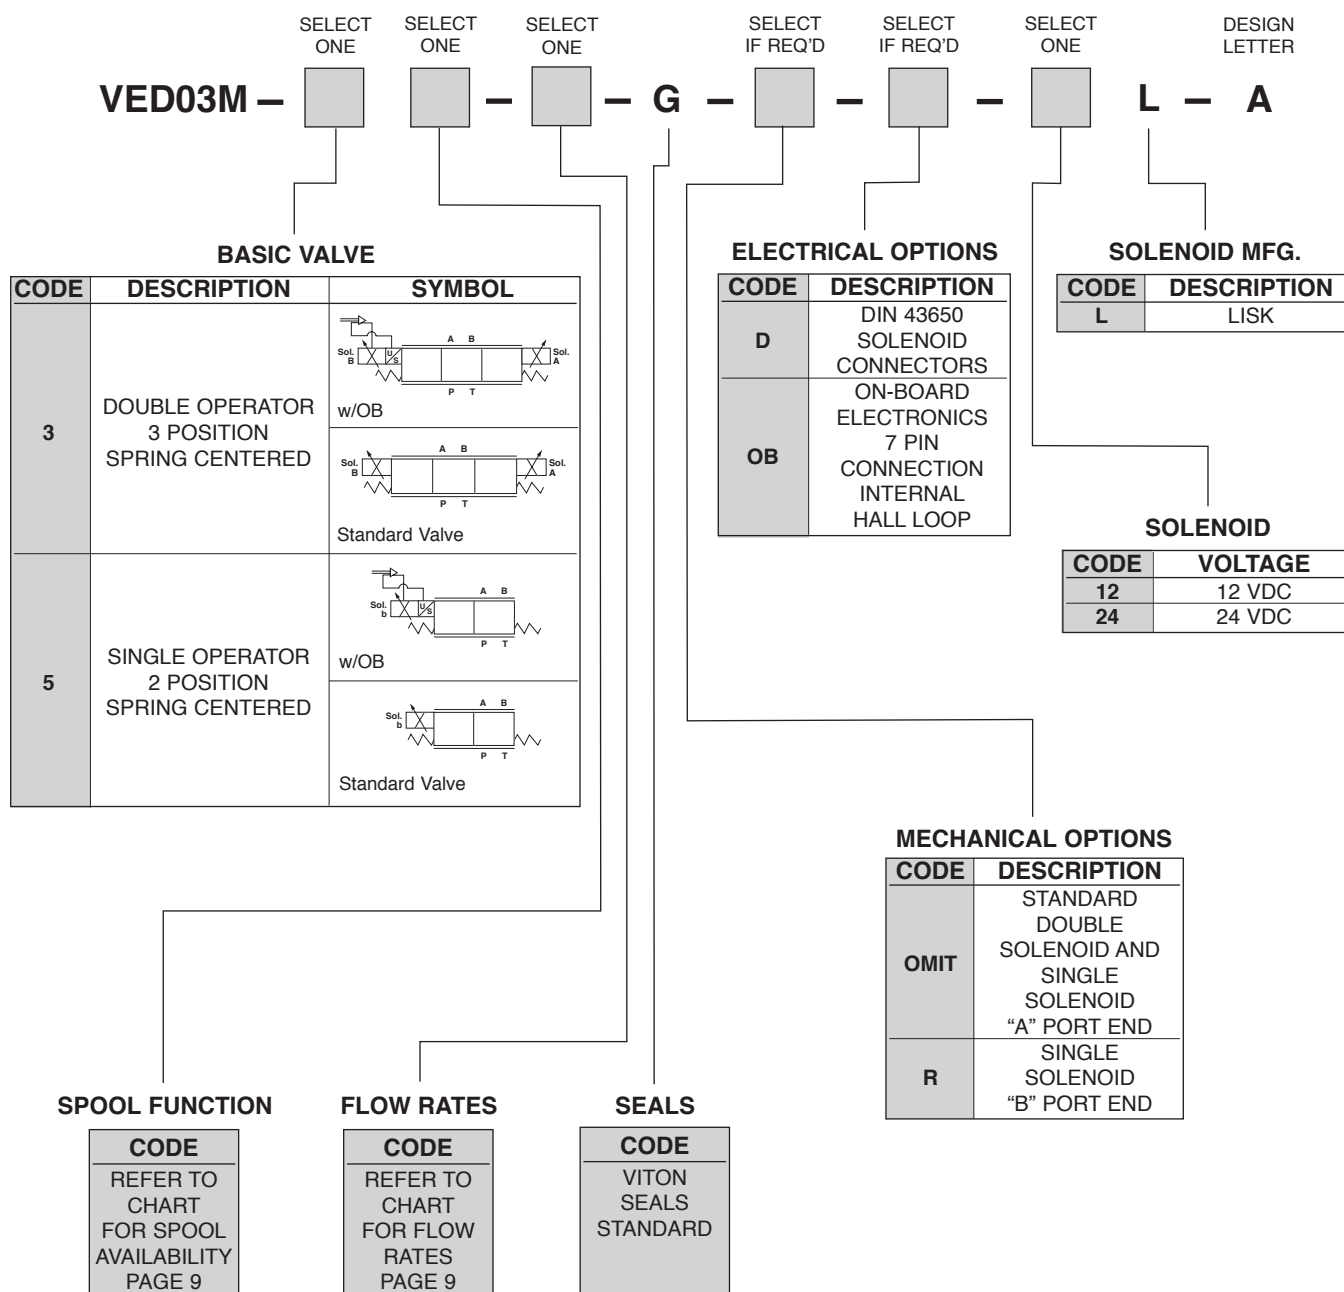 SELECT ONE
SELECT ONE
SELECT ONE
SELECT IF REQ'D
SELECT IF REQ'D
SELECT ONE
DESIGN LETTER
VED03M – – – G – – – L – A
BASIC VALVE
CODE DESCRIPTION SYMBOL
3
DOUBLE OPERATOR
3 POSITION
SPRING CENTERED
A B
Sol. B
U S
Sol. A
P T
w/OB
A B
Sol. B
Sol. A
P T
Standard Valve
5
SINGLE OPERATOR
2 POSITION
SPRING CENTERED
A B
Sol. b
U S
P T
w/OB
A B
Sol. b
P T
Standard Valve
ELECTRICAL OPTIONS
CODE DESCRIPTION
D
DIN 43650
SOLENOID
CONNECTORS
OB
ON-BOARD
ELECTRONICS
7 PIN
CONNECTION
INTERNAL
HALL LOOP
SOLENOID MFG.
CODE DESCRIPTION
L LISK
SOLENOID
CODE VOLTAGE
12 12 VDC
24 24 VDC
MECHANICAL OPTIONS
CODE DESCRIPTION
OMIT
STANDARD
DOUBLE
SOLENOID AND
SINGLE
SOLENOID
“A” PORT END
R
SINGLE
SOLENOID
“B” PORT END
SPOOL FUNCTION
CODE
REFER TO
CHART
FOR SPOOL
AVAILABILITY
PAGE 9
FLOW RATES
CODE
REFER TO
CHART
FOR FLOW
RATES
PAGE 9
SEALS
CODE
VITON
SEALS
STANDARD